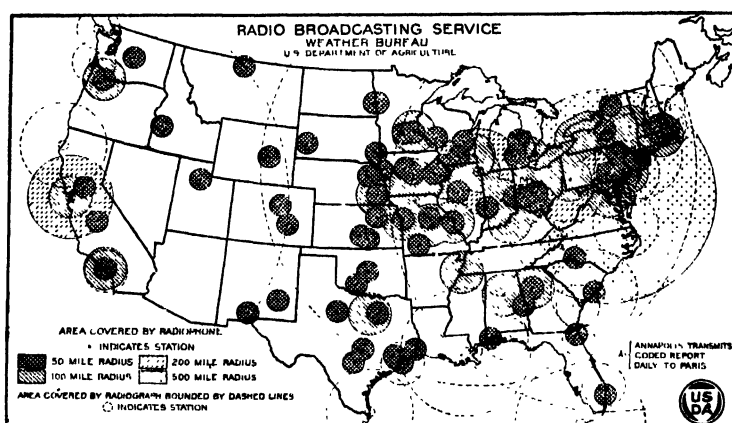 RADIO BROADCASTING SERVICE
WEATHER BUREAU
U.S. DEPARTMENT OF AGRICULTURE
AREA COVERED BY RADIOPHONE
• INDICATES STATION
50 MILE RADIUS
200 MILE RADIUS
100 MILE RADIUS
500 MILE RADIUS
AREA COVERED BY RADIOGRAPH BOUNDED BY DASHED LINES
INDICATES STATION
ANNAPOLIS TRANSMITS
CODED REPORT
DAILY TO PARIS
US
DA